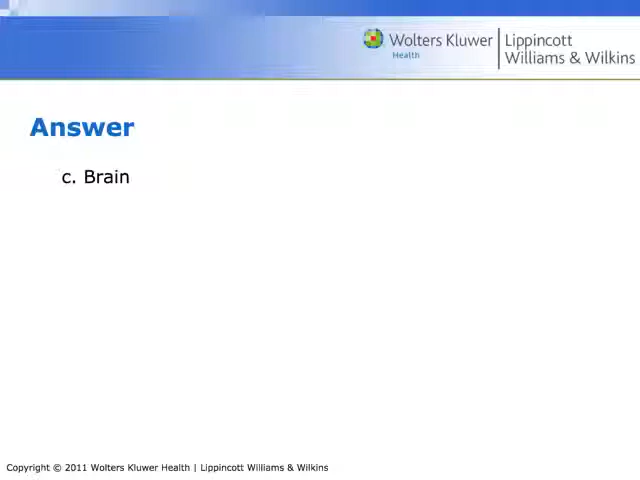 Wolters Kluwer
Health
Lippincott
Williams & Wilkins
Answer
c. Brain
Copyright © 2011 Wolters Kluwer Health | Lippincott Williams & Wilkins